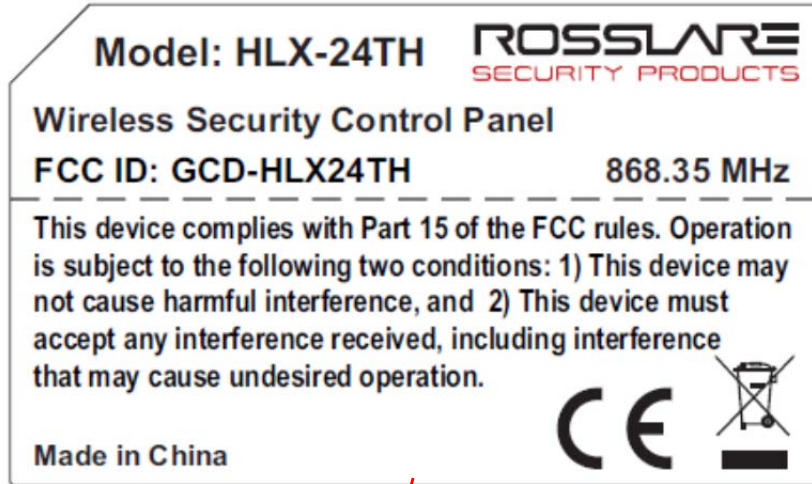 Model: HLX-24TH
ROSSLARE
SECURITY PRODUCTS
Wireless Security Control Panel
FCC ID: GCD-HLX24TH 868.35 MHz
This device complies with Part 15 of the FCC rules. Operation
is subject to the following two conditions: 1) This device may
not cause harmful interference, and 2) This device must
accept any interference received, including interference
that may cause undesired operation.
CE
Made in China